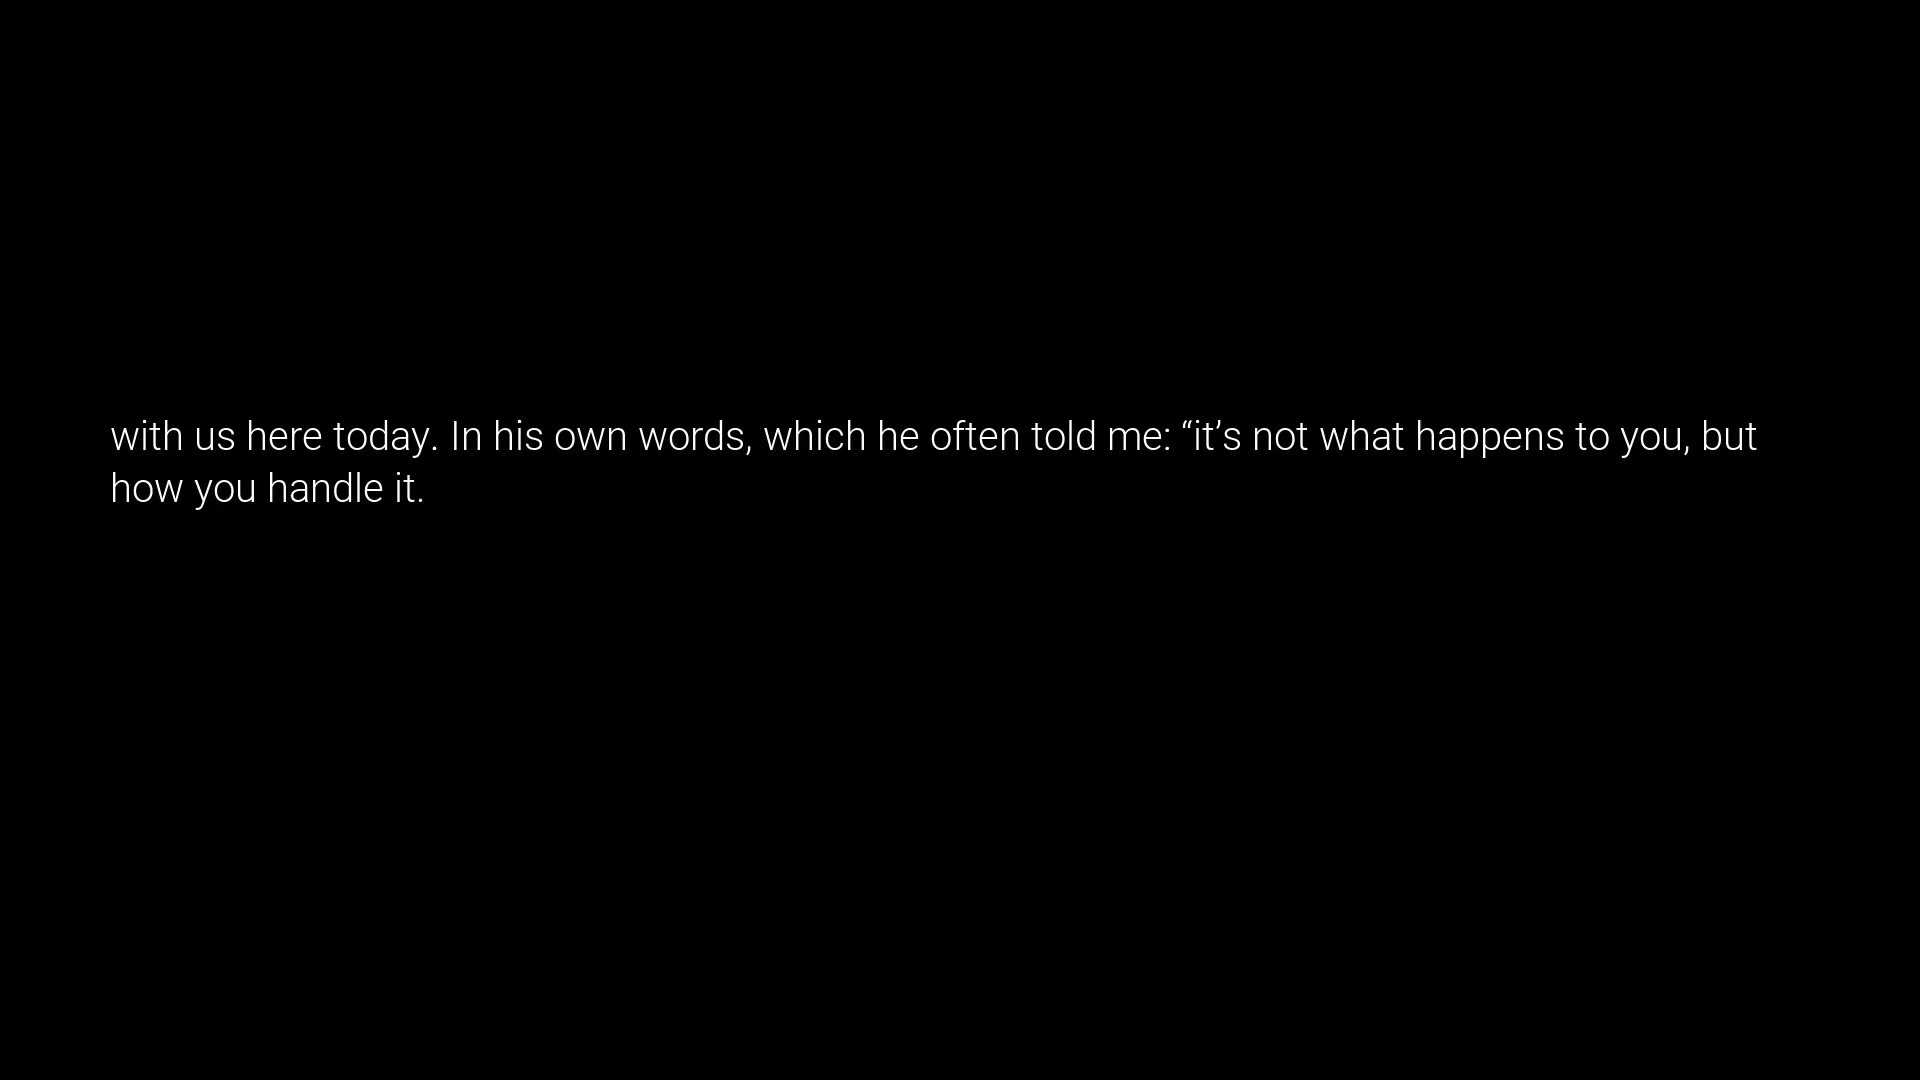 with us here today. In his own words, which he often told me: “it’s not what happens to you, but
how you handle it.